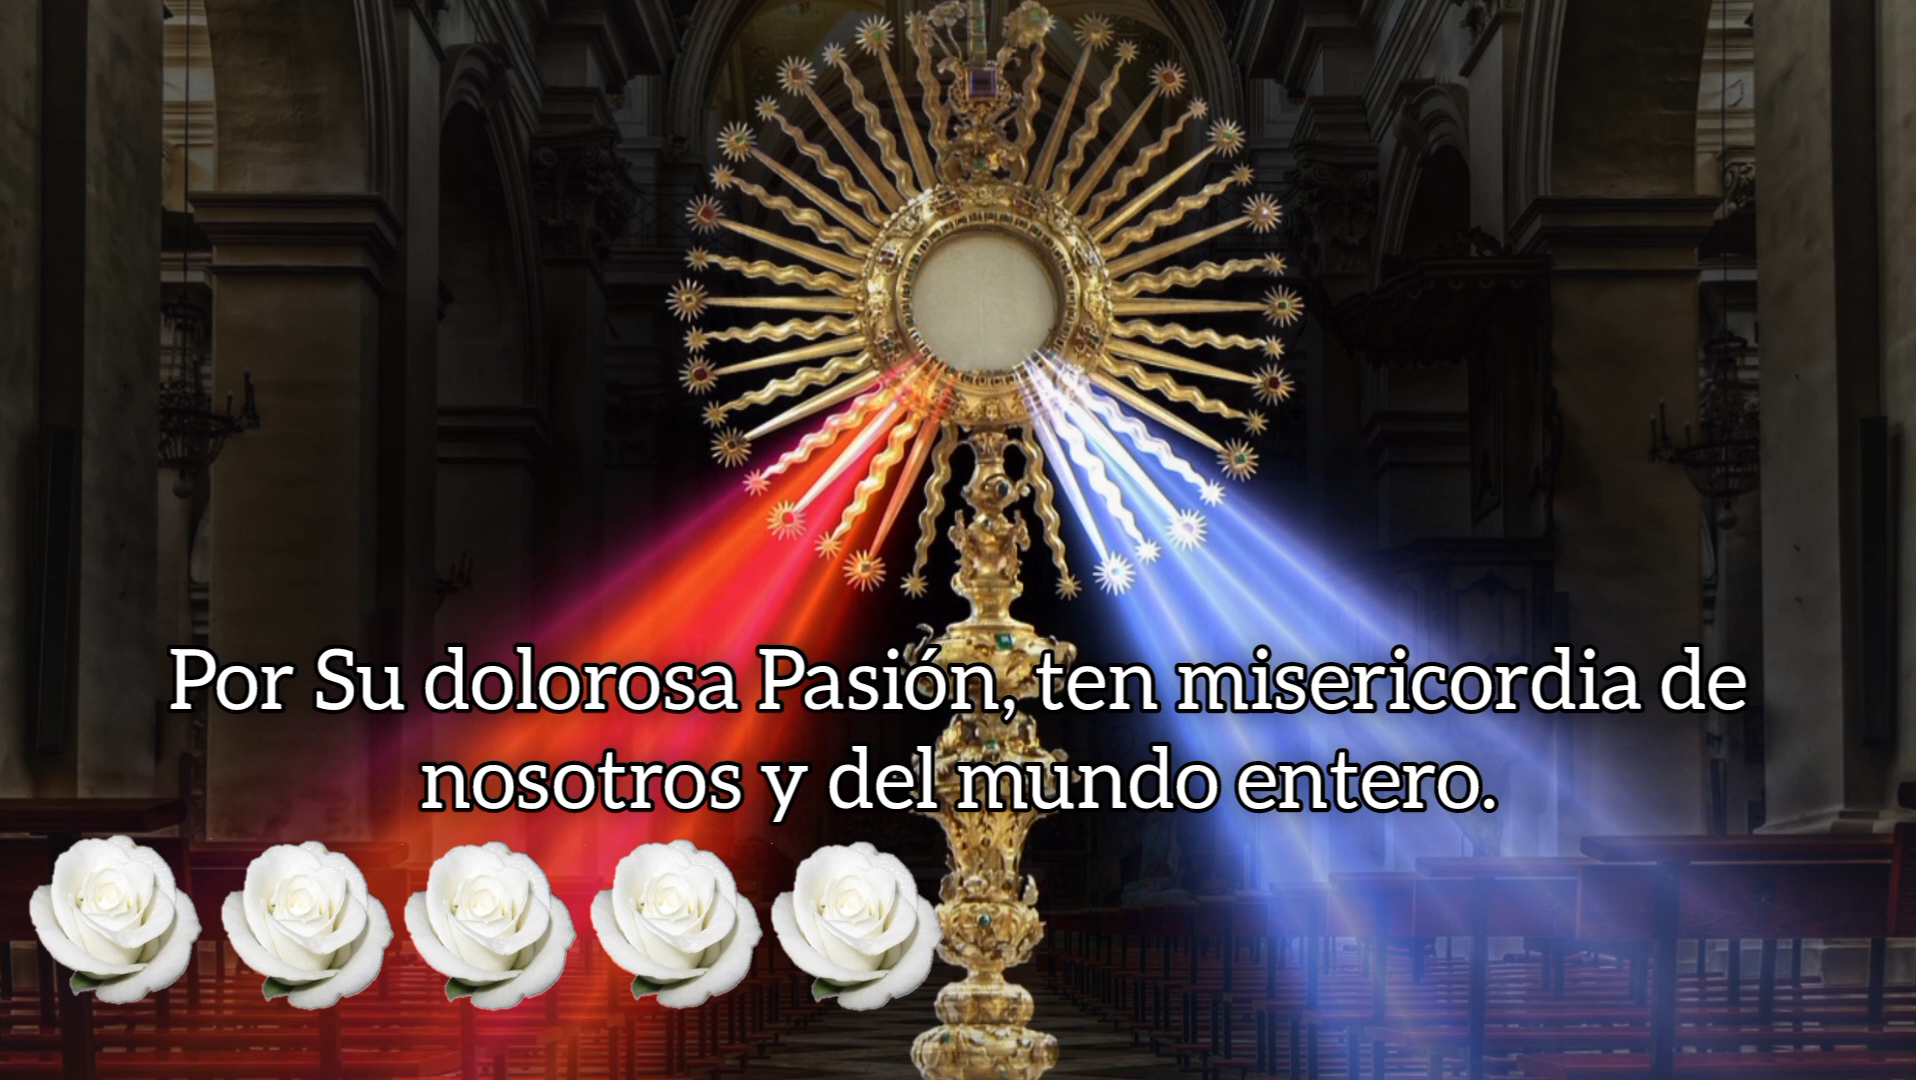 Por Su dolorosa Pasión, ten misericordia de
nosotros y del mundo entero.